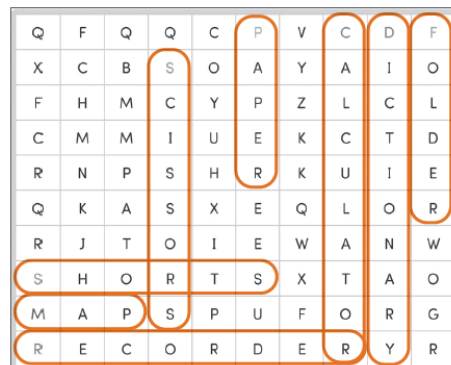 Q F Q Q C P V C D F
X C B S O A Y A I O
F H M C Y P Z L C L
C M M I U E K C T D
R N P S H R K U I E
Q K A S X E Q L O R
R J T O I E W A N W
S H O R T S X T A O
M A P S P U F O R G
R E C O R D E R Y R